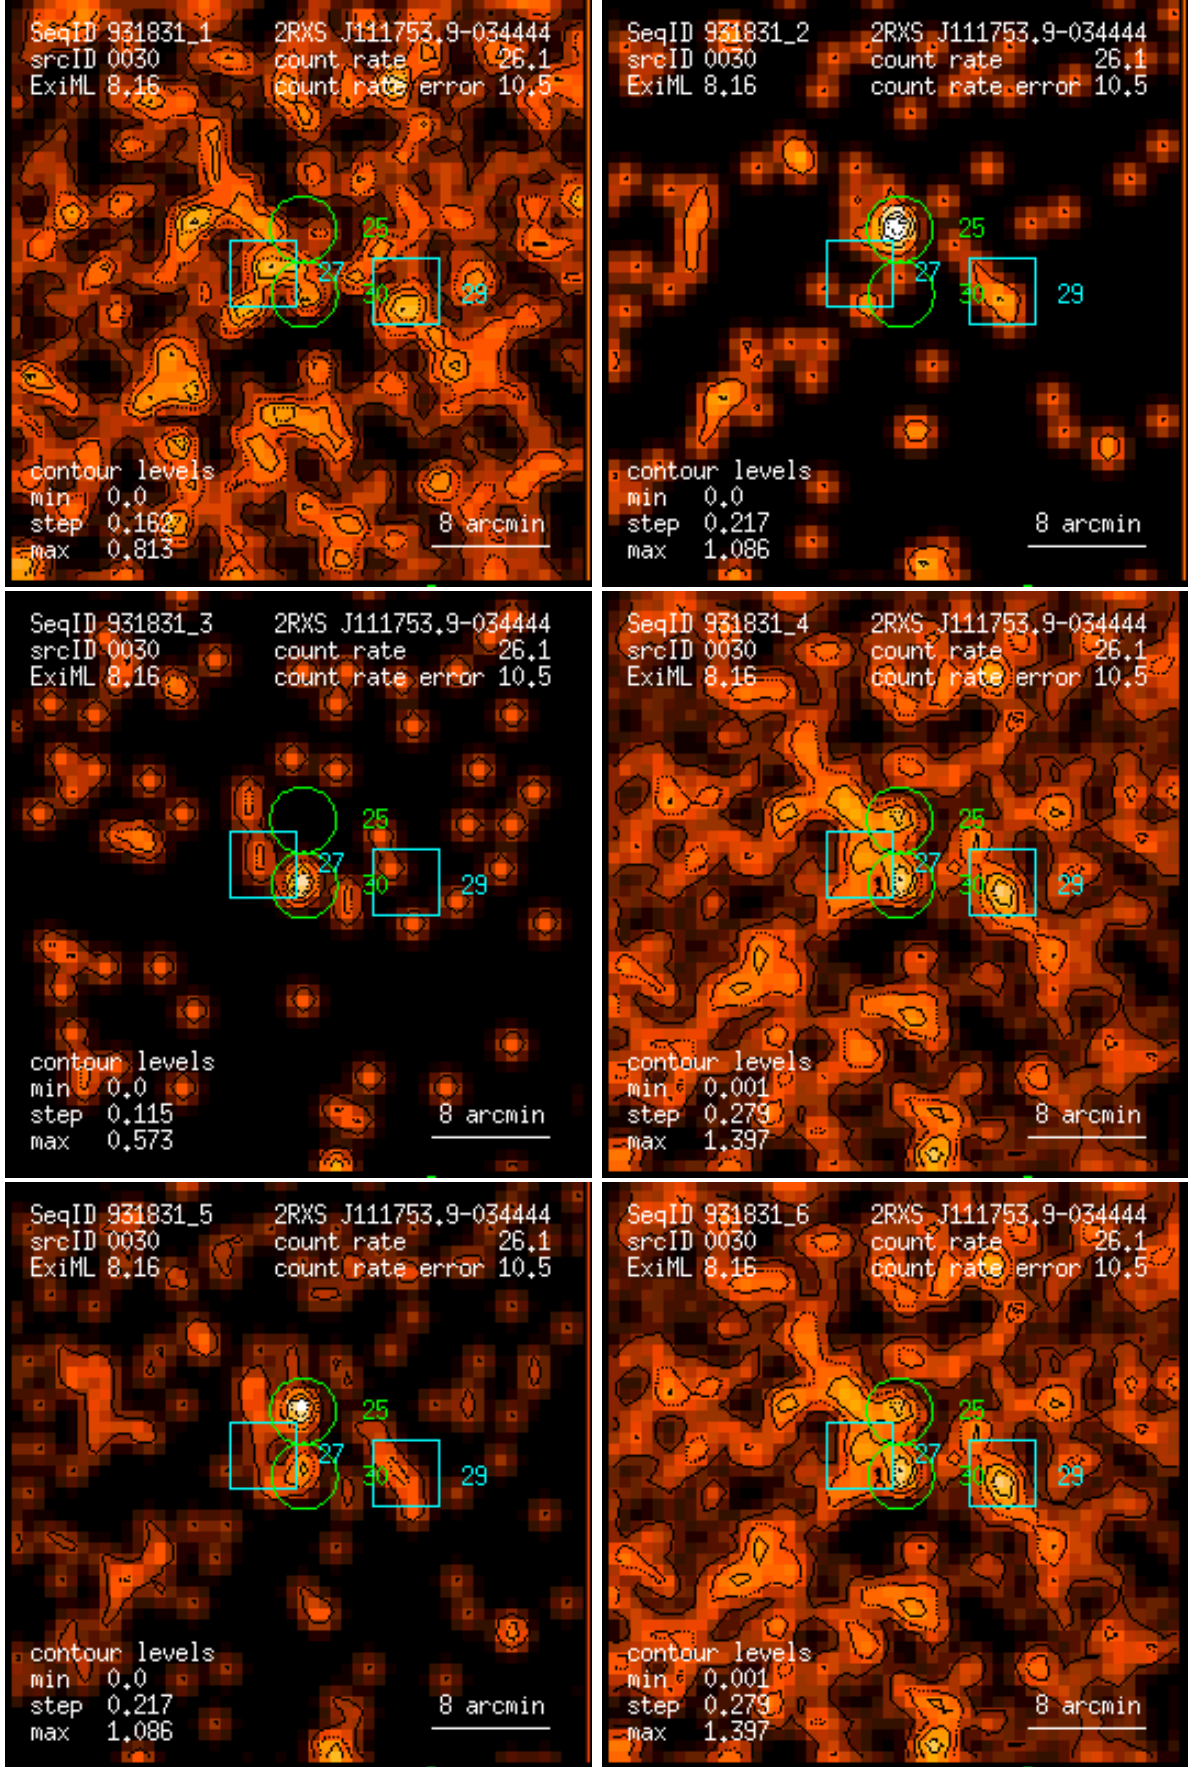 SeqID 931831_1 2RXS J111753.9-034444
srcID 0030 count rate 26.1
ExiML 8.16 count rate error 10.5
25
27
30
29
contour levels
min 0.0
step 0.162
max 0.813
8 arcmin
SeqID 931831_2 2RXS J111753.9-034444
srcID 0030 count rate 26.1
ExiML 8.16 count rate error 10.5
25
27
30
29
contour levels
min 0.0
step 0.217
max 1.086
8 arcmin
SeqID 931831_3 2RXS J111753.9-034444
srcID 0030 count rate 26.1
ExiML 8.16 count rate error 10.5
25
27
30
29
contour levels
min 0.0
step 0.115
max 0.573
8 arcmin
SeqID 931831_4 2RXS J111753.9-034444
srcID 0030 count rate 26.1
ExiML 8.16 count rate error 10.5
25
27
1
30
29
contour levels
min 0.001
step 0.279
max 1.397
8 arcmin
SeqID 931831_5 2RXS J111753.9-034444
srcID 0030 count rate 26.1
ExiML 8.16 count rate error 10.5
25
27
30
29
contour levels
min 0.0
step 0.217
max 1.086
8 arcmin
SeqID 931831_6 2RXS J111753.9-034444
srcID 0030 count rate 26.1
ExiML 8.16 count rate error 10.5
25
27
1
30
29
contour levels
min 0.001
step 0.279
max 1.397
8 arcmin